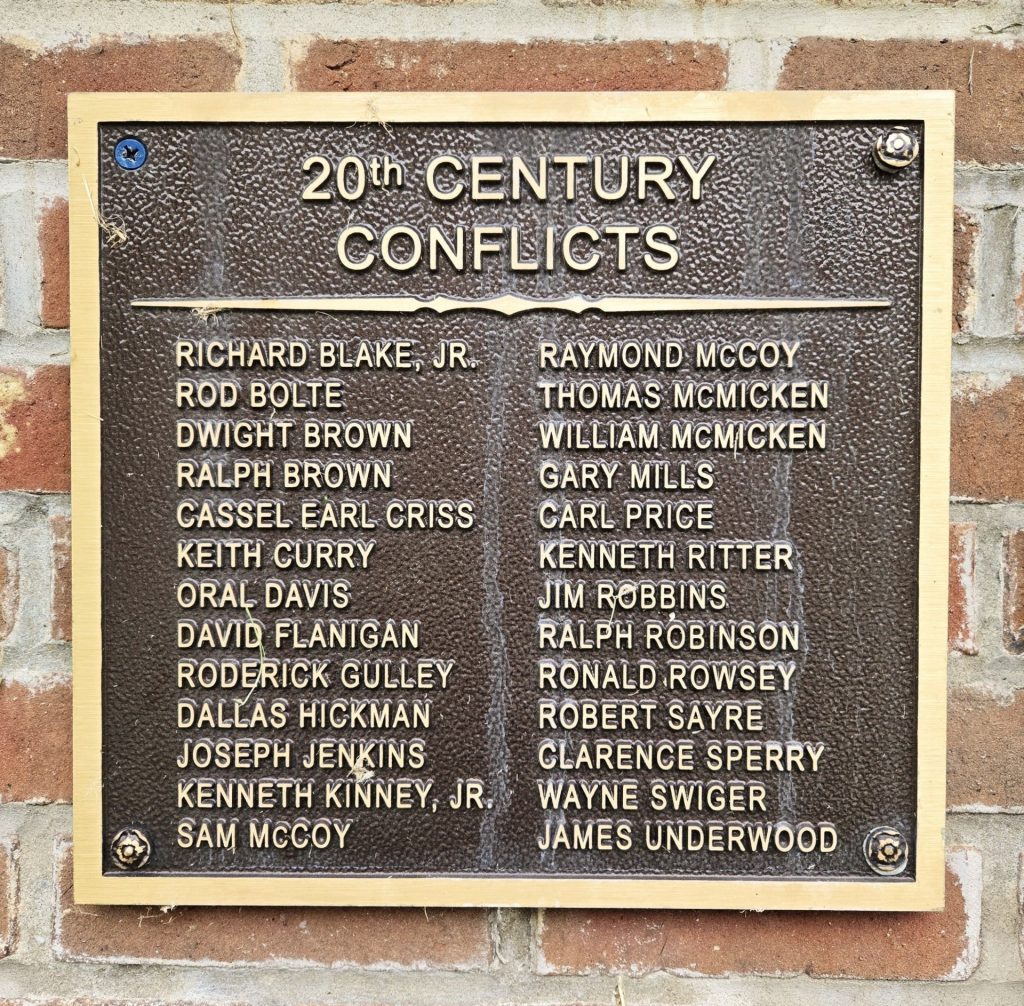 20th CENTURY
CONFLICTS
RICHARD BLAKE, JR.
ROD BOLTE
DWIGHT BROWN
RALPH BROWN
CASSEL EARL CRISS
KEITH CURRY
ORAL DAVIS
DAVID FLANIGAN
RODERICK GULLEY
DALLAS HICKMAN
JOSEPH JENKINS
KENNETH KINNEY, JR.
SAM McCOY
RAYMOND McCOY
THOMAS McMICKEN
WILLIAM McMICKEN
GARY MILLS
CARL PRICE
KENNETH RITTER
JIM ROBBINS
RALPH ROBINSON
RONALD ROWSEY
ROBERT SAYRE
CLARENCE SPERRY
WAYNE SWIGER
JAMES UNDERWOOD